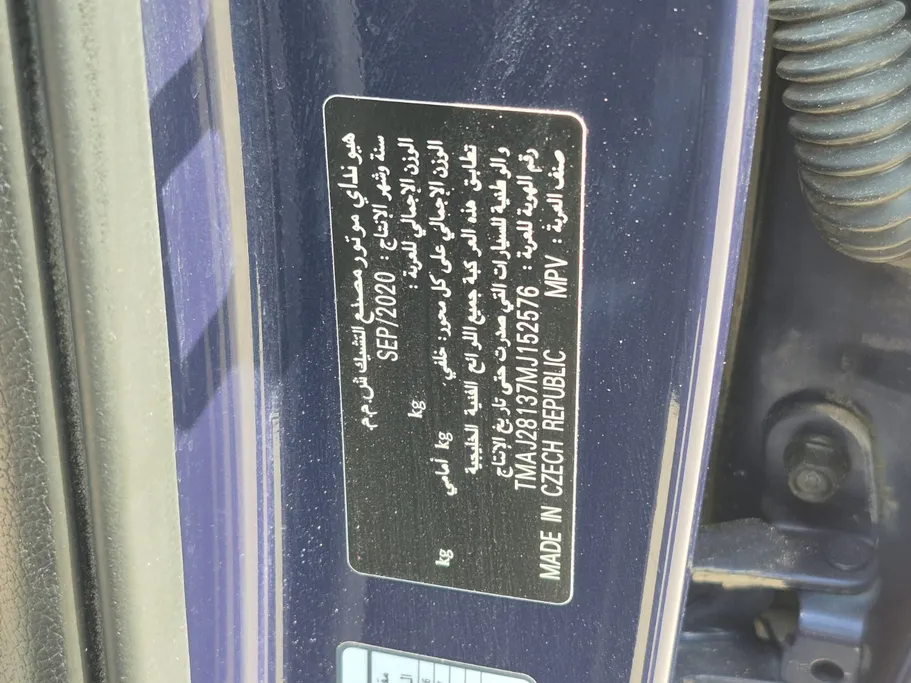 هيونداي موتور مصنع التشيك ش.م.م
سنة وشهر الانتاج : SEP/2020
الوزن الاجمالي للعربة : kg
الوزن الإجمالي على كل محور: خلفي kg أمامي kg
تطابق هذه المركبة جميع اللوائح الفنية الخليجية
والوطنية للسيارات التي صدرت حتى تاريخ الإنتاج
رقم الهوية للعربة : TMAJ28137MJ152576
صنف العربة : MPV MADE IN CZECH REPUBLIC